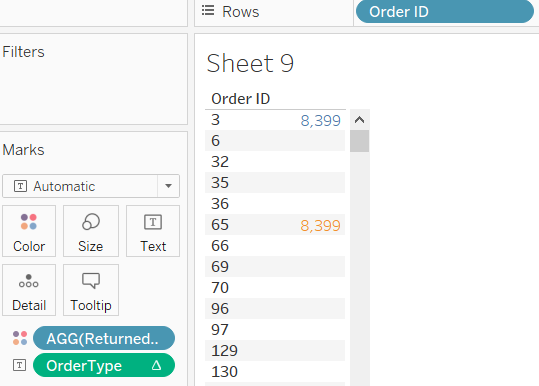 Rows
Order ID
Filters
Sheet 9
Order ID
3 8,399
6
32
35
36
65 8,399
66
69
70
96
97
129
130
Marks
T Automatic
Color Size T Text
Detail Tooltip
AGG(Returned..
T OrderType Δ